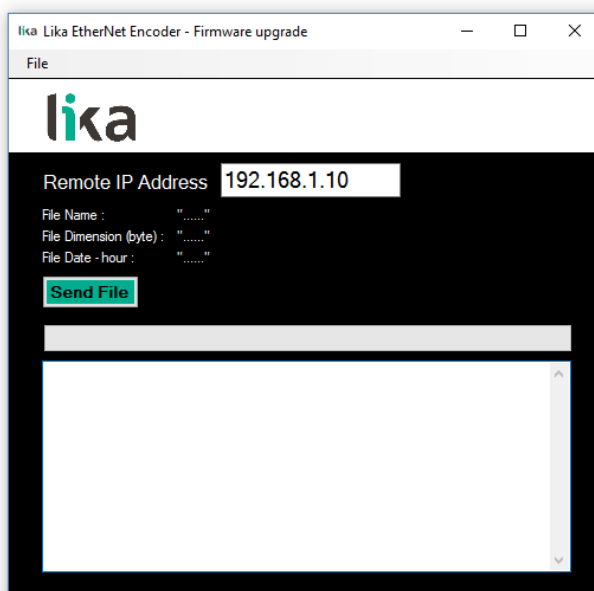 lika Lika EtherNet Encoder - Firmware upgrade
File
lika
Remote IP Address 192.168.1.10
File Name : "......"
File Dimension (byte) : "......"
File Date - hour : "......"
Send File